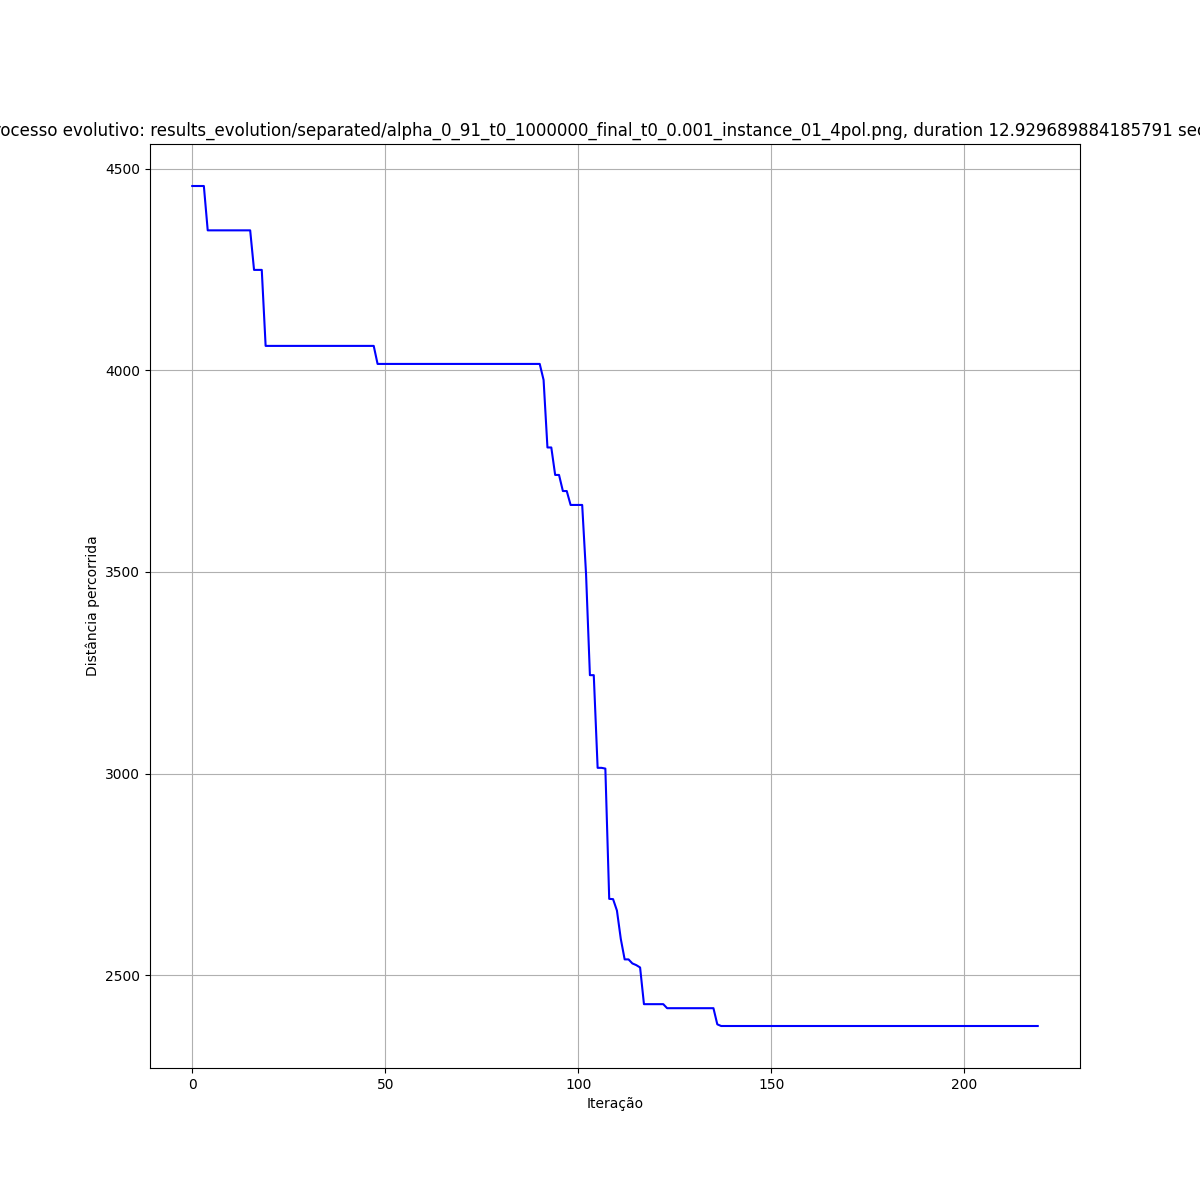 ocesso evolutivo: results_evolution/separated/alpha_0_91_t0_1000000_final_t0_0.001_instance_01_4pol.png, duration 12.929689884185791 sec
4500
4000
3500
3000
2500
Distância percorrida
0 50 100 150 200
Iteração